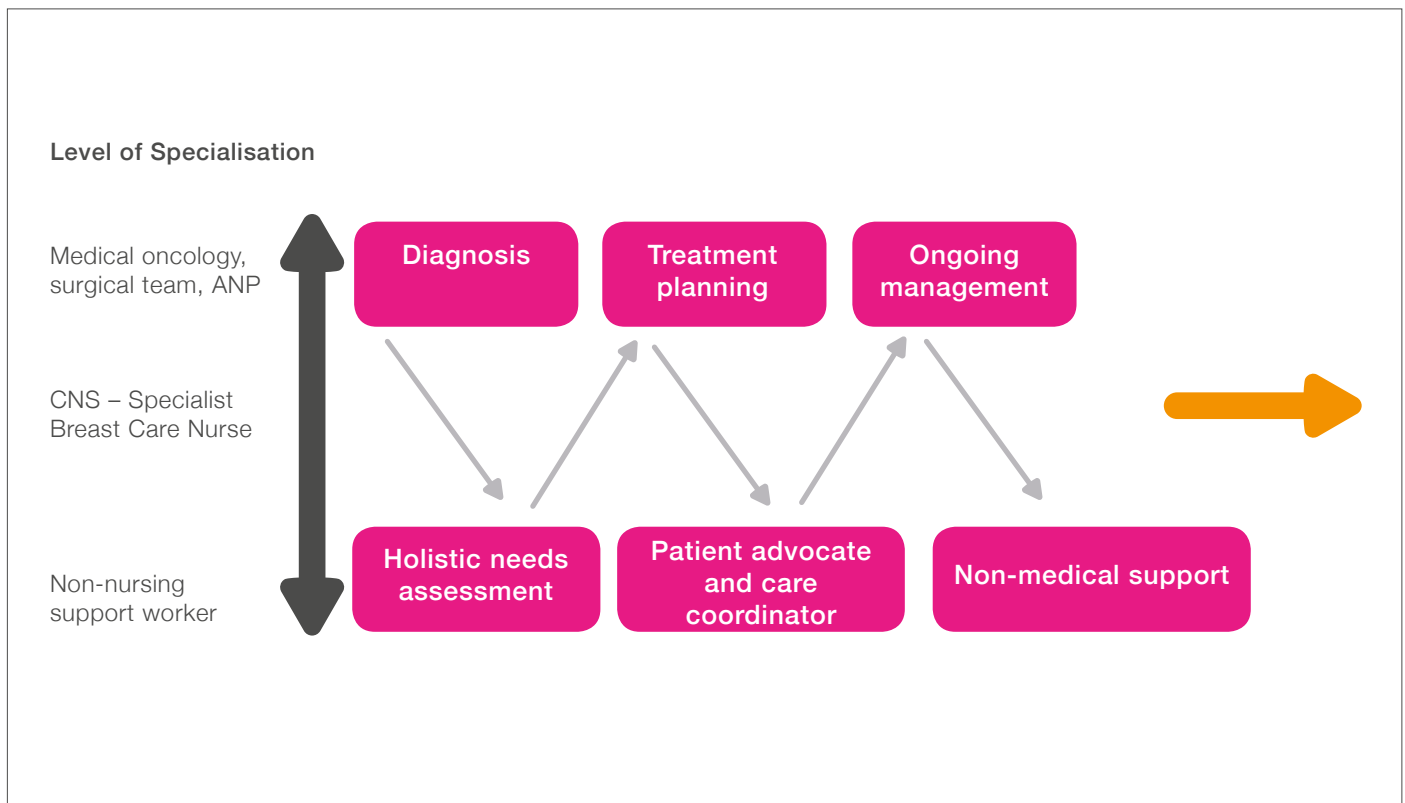 Level of Specialisation
Medical oncology,
surgical team, ANP
Diagnosis
Treatment
planning
Ongoing
management
CNS – Specialist
Breast Care Nurse
Non-nursing
support worker
Holistic needs
assessment
Patient advocate
and care
coordinator
Non-medical support